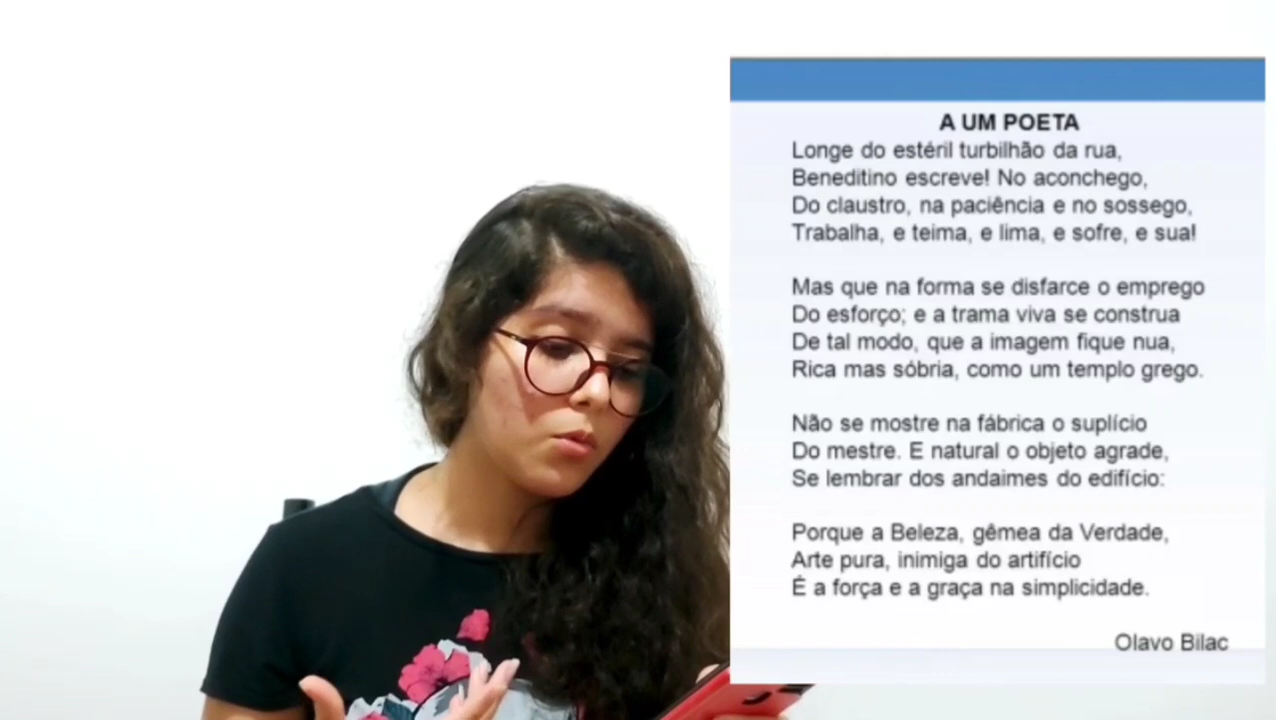 A UM POETA
Longe do estéril turbilhão da rua,
Beneditino escreve! No aconchego,
Do claustro, na paciência e no sossego,
Trabalha, e teima, e lima, e sofre, e sua!
Mas que na forma se disfarce o emprego
Do esforço; e a trama viva se construa
De tal modo, que a imagem fique nua,
Rica mas sóbria, como um templo grego.
Não se mostre na fábrica o suplício
Do mestre. E natural o objeto agrade,
Se lembrar dos andaimes do edifício:
Porque a Beleza, gêmea da Verdade,
Arte pura, inimiga do artifício
É a força e a graça na simplicidade.
Olavo Bilac